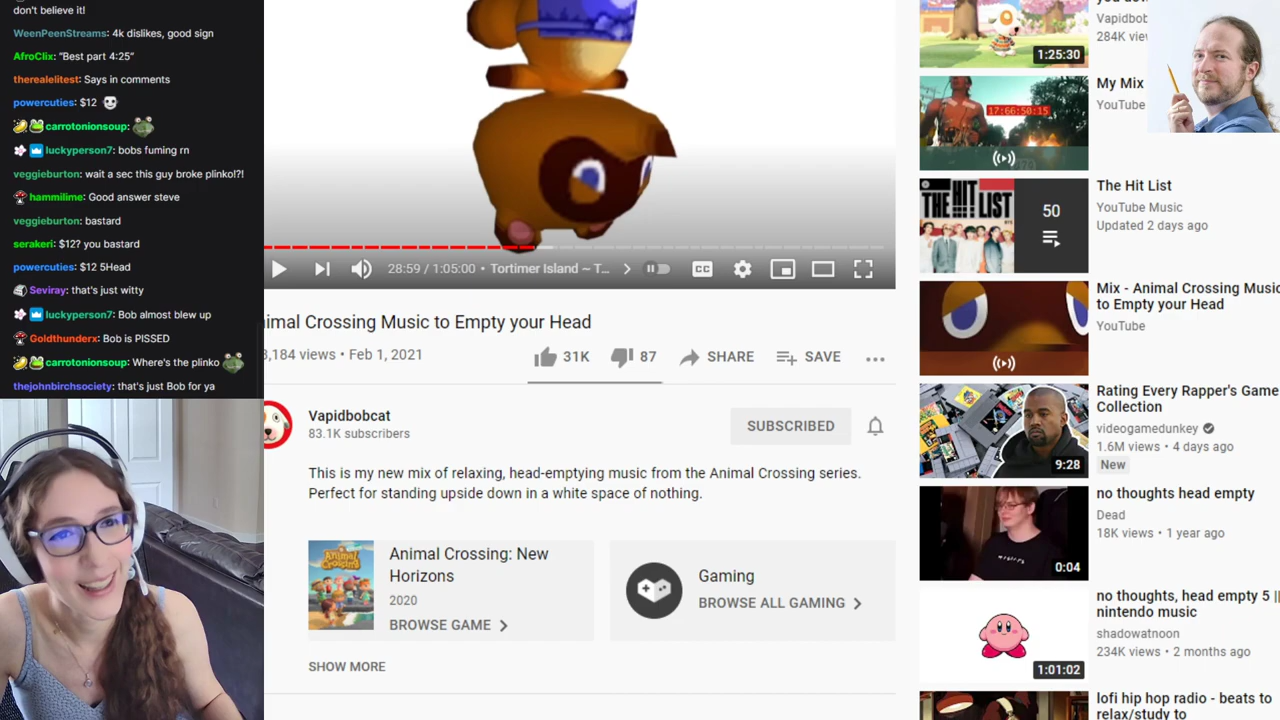 don't believe it!
WeenPeenStreams: 4k dislikes, good sign
AfroClix: "Best part 4:25"
therealelitest: Says in comments
powercuties: $12
carrotonionsoup:
luckyperson7: bobs fuming rn
veggieburton: wait a sec this guy broke plinko!?!
hammilime: Good answer steve
veggieburton: bastard
serakeri: $12? you bastard
powercuties: $12 5Head
Seviray: that's just witty
luckyperson7: Bob almost blew up
Goldthunderx: Bob is PISSED
carrotonionsoup: Where's the plinko
thejohnbirchsociety: that's just Bob for ya
28:59 / 1:05:00 • Tortimer Island ~ T...
CC
imal Crossing Music to Empty your Head
,184 views • Feb 1, 2021
31K
87
SHARE
SAVE
Vapidbobcat
83.1K subscribers
SUBSCRIBED
This is my new mix of relaxing, head-emptying music from the Animal Crossing series.
Perfect for standing upside down in a white space of nothing.
Animal Crossing
Animal Crossing: New
Horizons
2020
BROWSE GAME
Gaming
BROWSE ALL GAMING
SHOW MORE
Vapidbob
284K view
1:25:30
17:66:50:15
My Mix
YouTube
THE HIT LIST
50
The Hit List
YouTube Music
Updated 2 days ago
Mix - Animal Crossing Music
to Empty your Head
YouTube
Rating Every Rapper's Game
Collection
videogamedunkey
1.6M views • 4 days ago
New
9:28
no thoughts head empty
Dead
18K views • 1 year ago
0:04
no thoughts, head empty 5 ||
nintendo music
shadowatnoon
234K views • 2 months ago
1:01:02
lofi hip hop radio - beats to
relax/study to